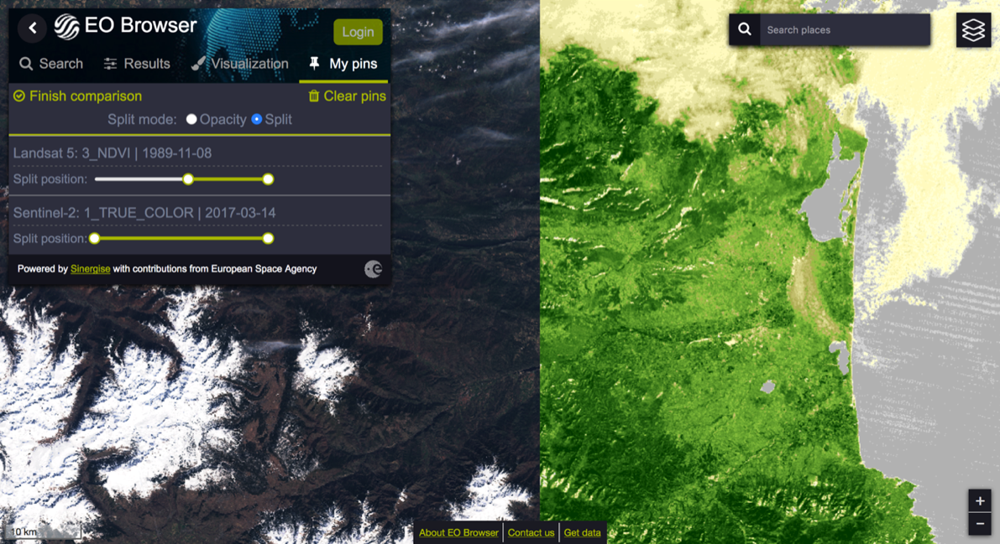 EO Browser
Login
Search Results Visualization My pins
Finish comparison Clear pins
Split mode: Opacity Split
Landsat 5: 3_NDVI | 1989-11-08
Split position:
Sentinel-2: 1_TRUE_COLOR | 2017-03-14
Split position:
Powered by Sinergise with contributions from European Space Agency
Search places
+
−
10 km
About EO Browser Contact us Get data